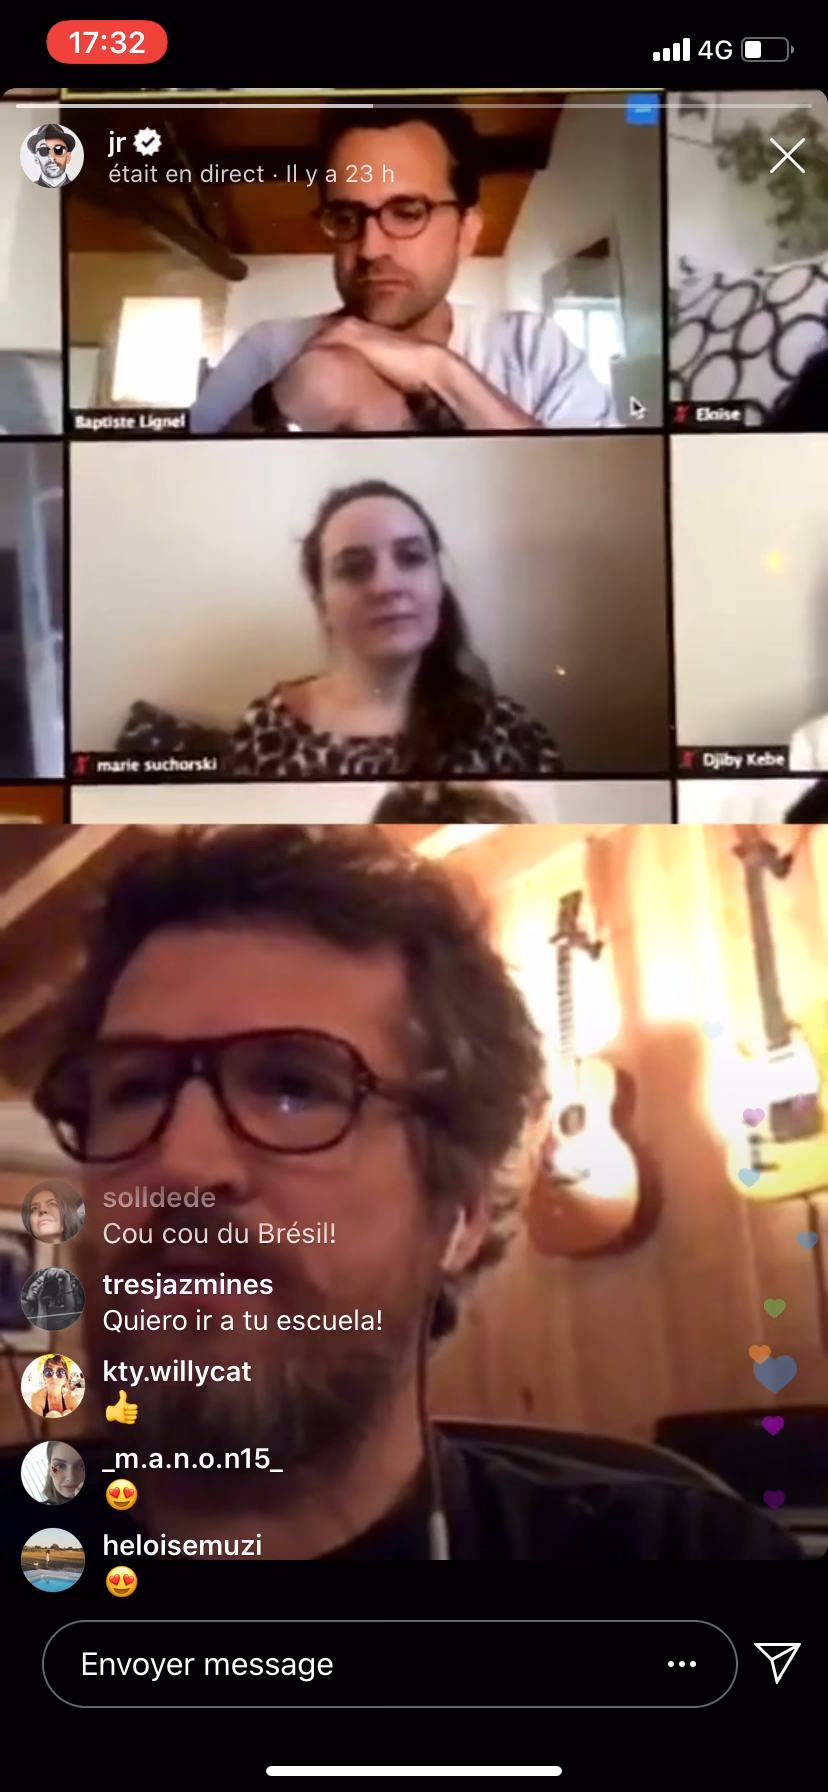 17:32
4G
jr
était en direct · Il y a 23 h
Baptiste Lignel
Eloïse
marie suchorski
Djiby Kebe
solldede
Cou cou du Brésil!
tresjazmines
Quiero ir a tu escuela!
kty.willycat
👍
_m.a.n.o.n15_
😍
heloisemuzi
😍
Envoyer message